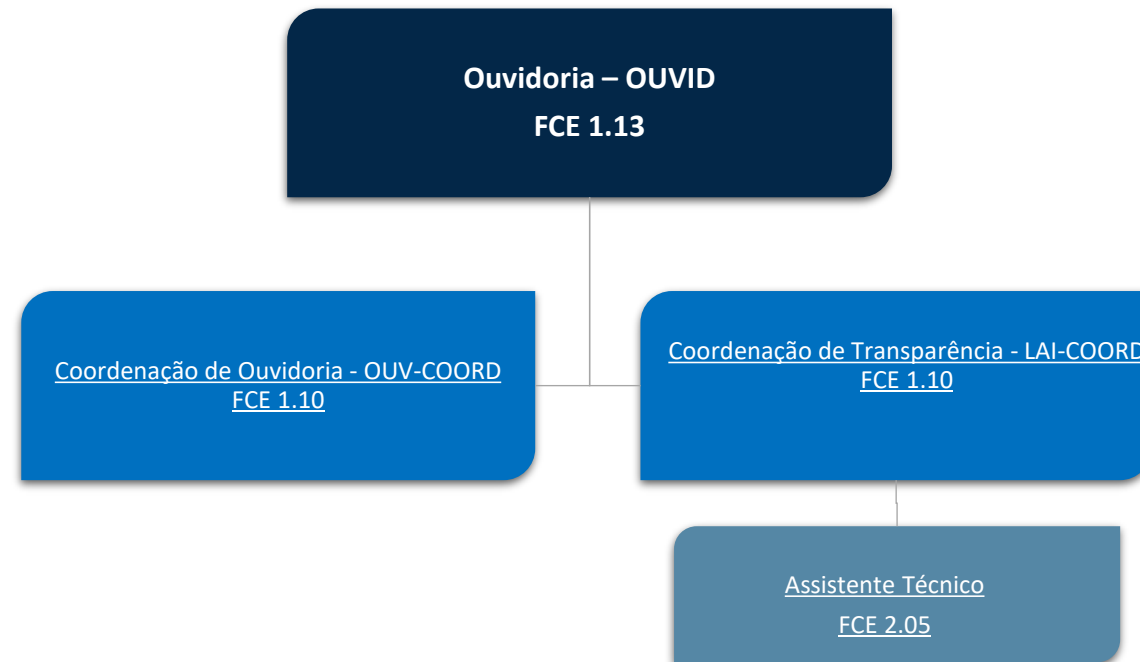 Ouvidoria – OUVID
FCE 1.13
Coordenação de Ouvidoria - OUV-COORD
FCE 1.10
Coordenação de Transparência - LAI-COORD
FCE 1.10
Assistente Técnico
FCE 2.05